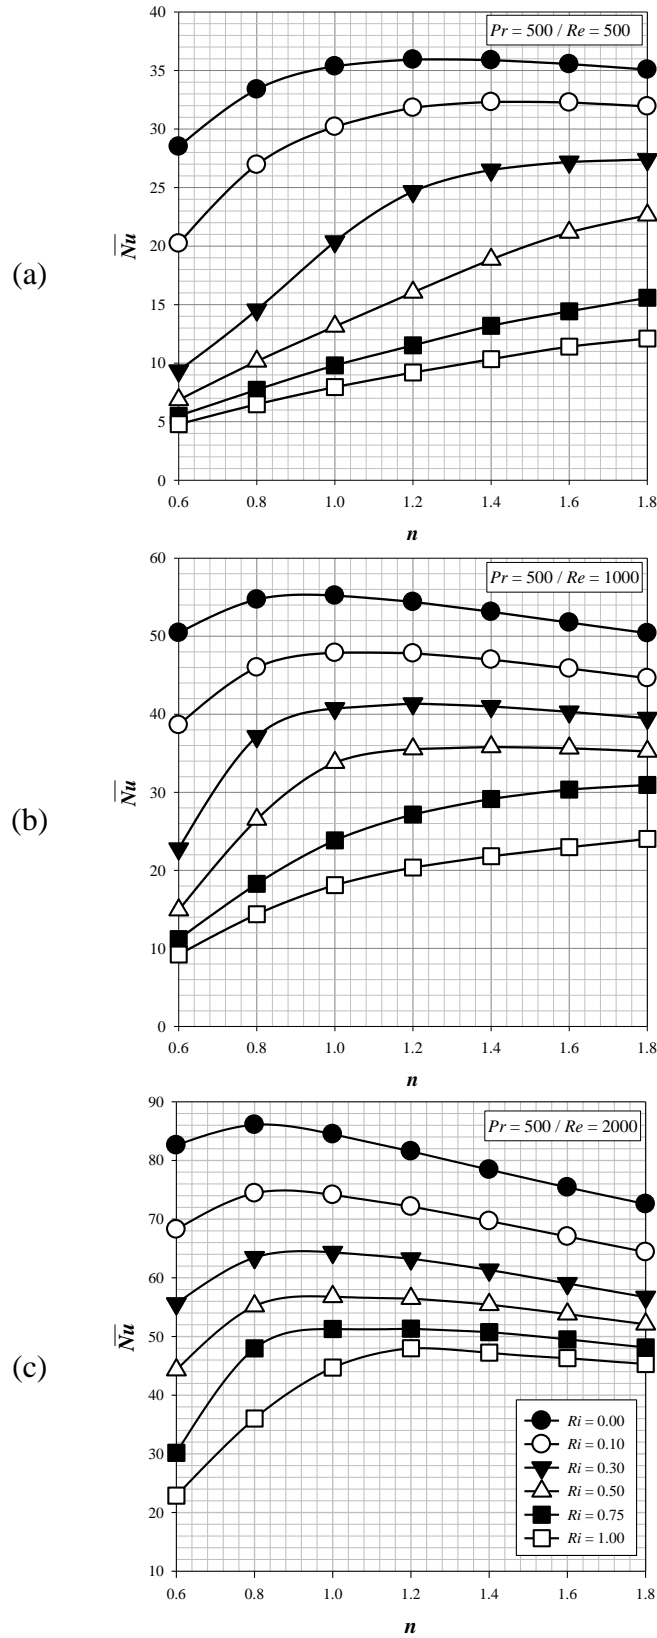 (a)
Pr = 500 / Re = 500
40
35
30
25
20
15
10
5
0
Nu
0.6 0.8 1.0 1.2 1.4 1.6 1.8
n
(b)
Pr = 500 / Re = 1000
60
50
40
30
20
10
0
Nu
0.6 0.8 1.0 1.2 1.4 1.6 1.8
n
(c)
Pr = 500 / Re = 2000
90
80
70
60
50
40
30
20
10
Nu
Ri = 0.00
Ri = 0.10
Ri = 0.30
Ri = 0.50
Ri = 0.75
Ri = 1.00
0.6 0.8 1.0 1.2 1.4 1.6 1.8
n